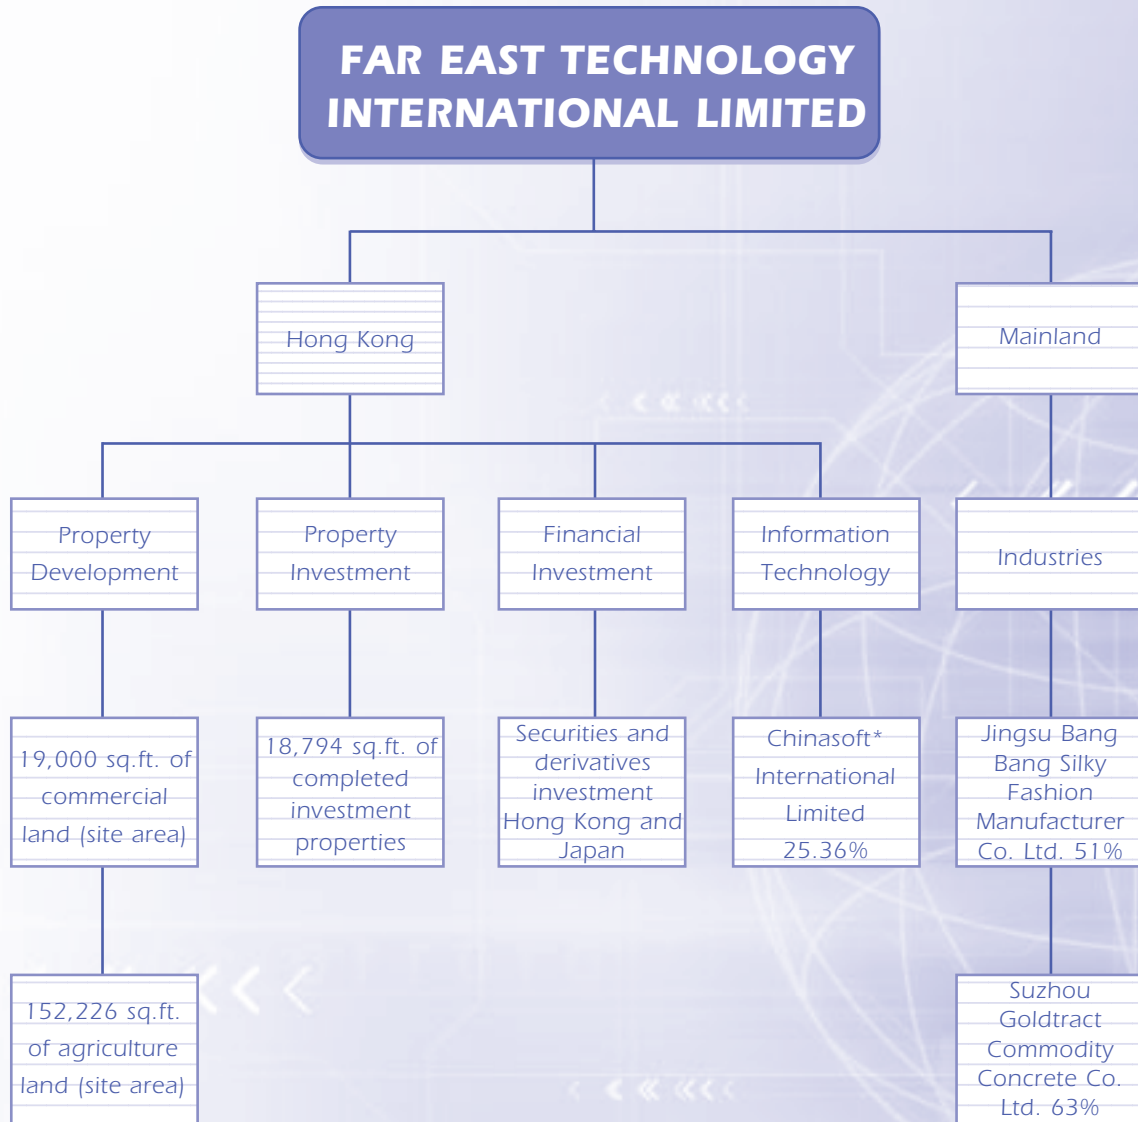 FAR EAST TECHNOLOGY
INTERNATIONAL LIMITED
Hong Kong
Mainland
Property
Development
Property
Investment
Financial
Investment
Information
Technology
Industries
19,000 sq.ft. of
commercial
land (site area)
18,794 sq.ft. of
completed
investment
properties
Securities and
derivatives
investment
Hong Kong and
Japan
Chinasoft*
International
Limited
25.36%
Jingsu Bang
Bang Silky
Fashion
Manufacturer
Co. Ltd. 51%
152,226 sq.ft.
of agriculture
land (site area)
Suzhou
Goldtract
Commodity
Concrete Co.
Ltd. 63%